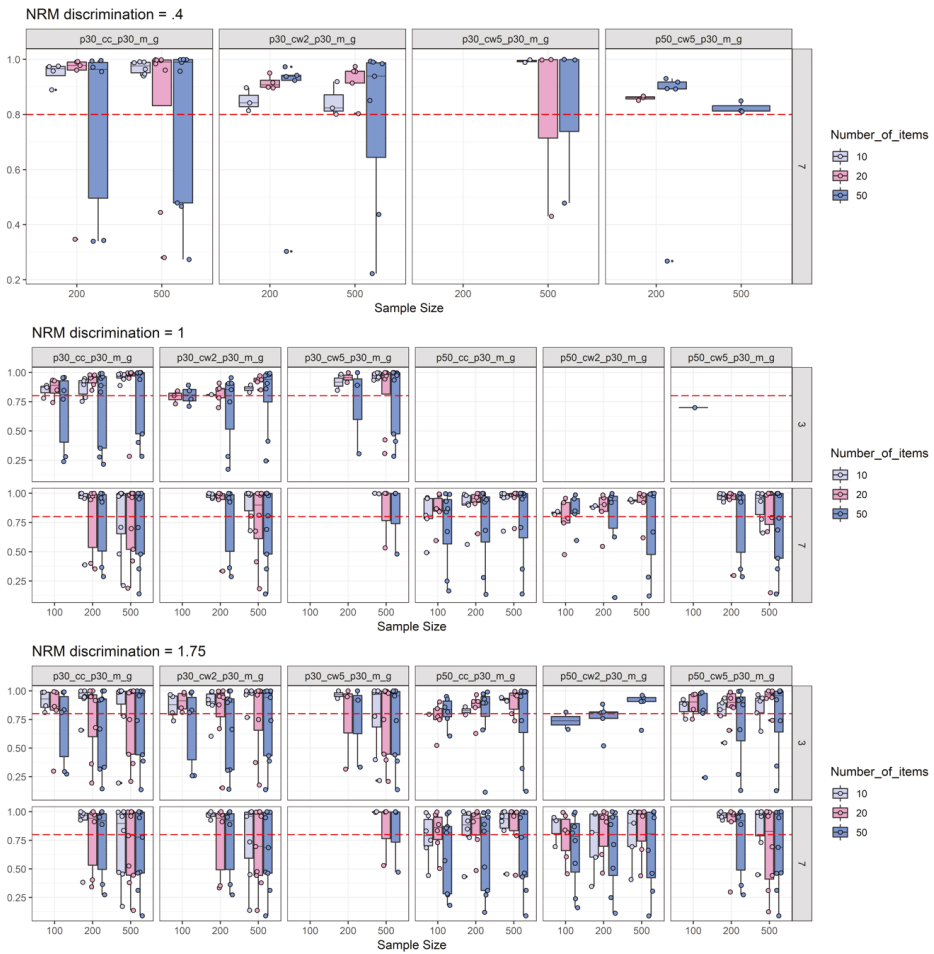 NRM discrimination = .4
p30_cc_p30_m_g p30_cw2_p30_m_g p30_cw5_p30_m_g p50_cw5_p30_m_g
1.0
0.8
0.6
0.4
0.2
7
200 500 200 500 200 500 200 500
Sample Size
Number_of_items
10
20
50
NRM discrimination = 1
p30_cc_p30_m_g p30_cw2_p30_m_g p30_cw5_p30_m_g p50_cc_p30_m_g p50_cw2_p30_m_g p50_cw5_p30_m_g
1.00
0.75
0.50
0.25
3
1.00
0.75
0.50
0.25
7
100 200 500 100 200 500 100 200 500 100 200 500 100 200 500 100 200 500
Sample Size
Number_of_items
10
20
50
NRM discrimination = 1.75
p30_cc_p30_m_g p30_cw2_p30_m_g p30_cw5_p30_m_g p50_cc_p30_m_g p50_cw2_p30_m_g p50_cw5_p30_m_g
1.00
0.75
0.50
0.25
3
1.00
0.75
0.50
0.25
7
100 200 500 100 200 500 100 200 500 100 200 500 100 200 500 100 200 500
Sample Size
Number_of_items
10
20
50